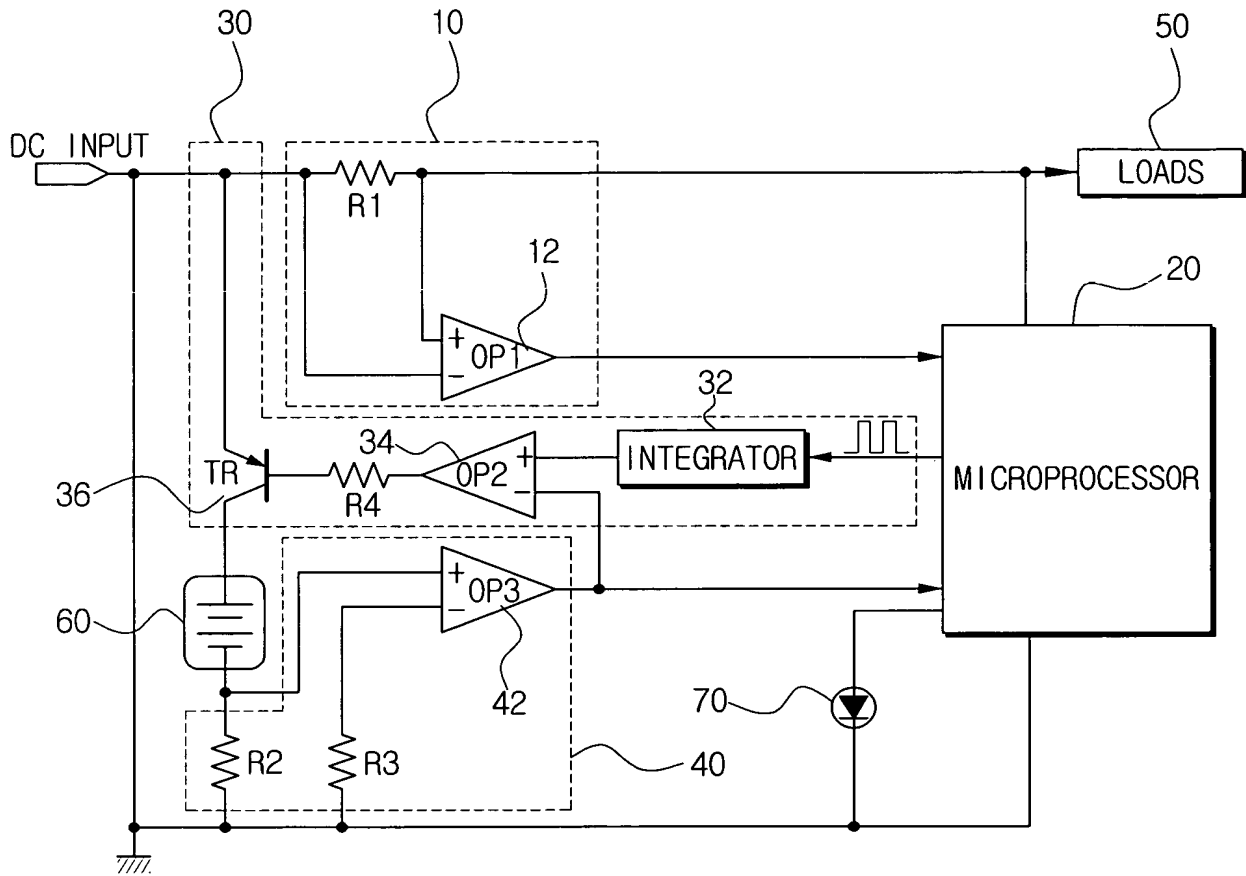 30
10
50
DC INPUT
R1
LOADS
12
20
+
OP1
−
32
34
+
INTEGRATOR
TR
OP2
MICROPROCESSOR
36
R4
−
+
OP3
60
−
42
70
R2
R3
40